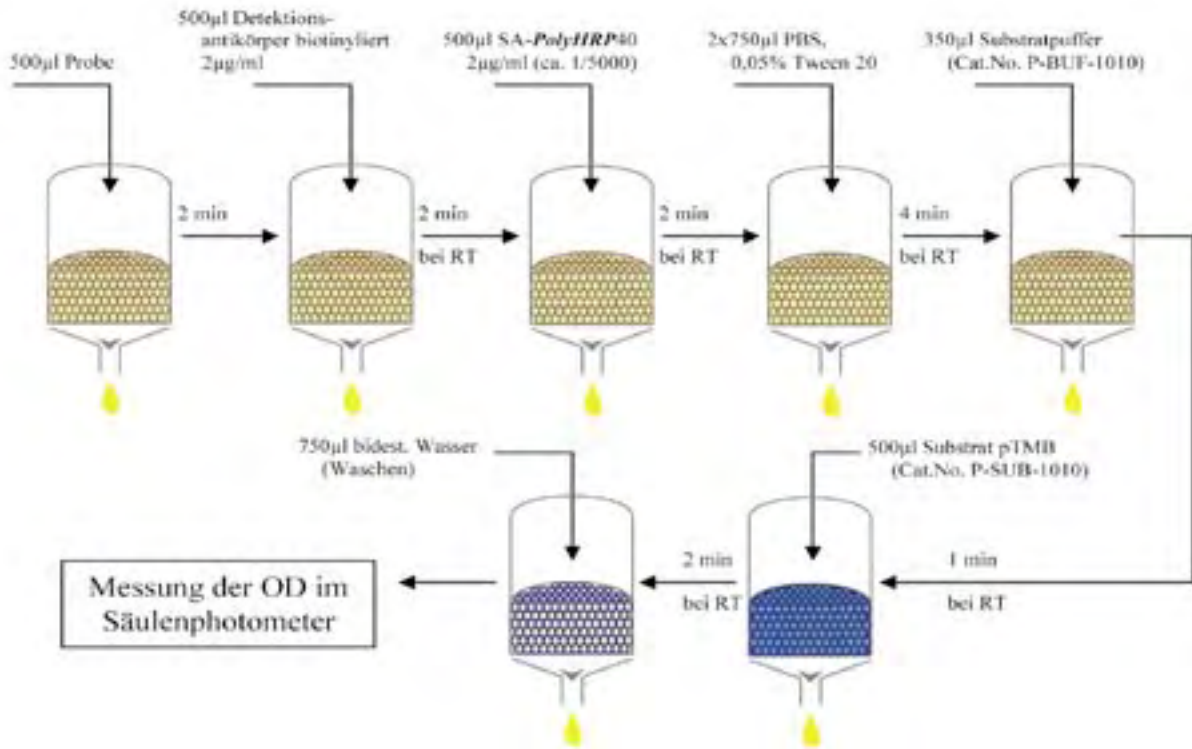 500µl Probe
500µl Detektions-
antikörper biotinyliert
2µg/ml
500µl SA-PolyHRP40
2µg/ml (ca. 1/5000)
2x750µl PBS,
0,05% Tween 20
350µl Substratpuffer
(Cat.No. P-BUF-1010)
2 min
2 min
bei RT
2 min
bei RT
4 min
bei RT
750µl bidest. Wasser
(Waschen)
500µl Substrat pTMB
(Cat.No. P-SUB-1010)
Messung der OD im
Säulenphotometer
2 min
bei RT
1 min
bei RT